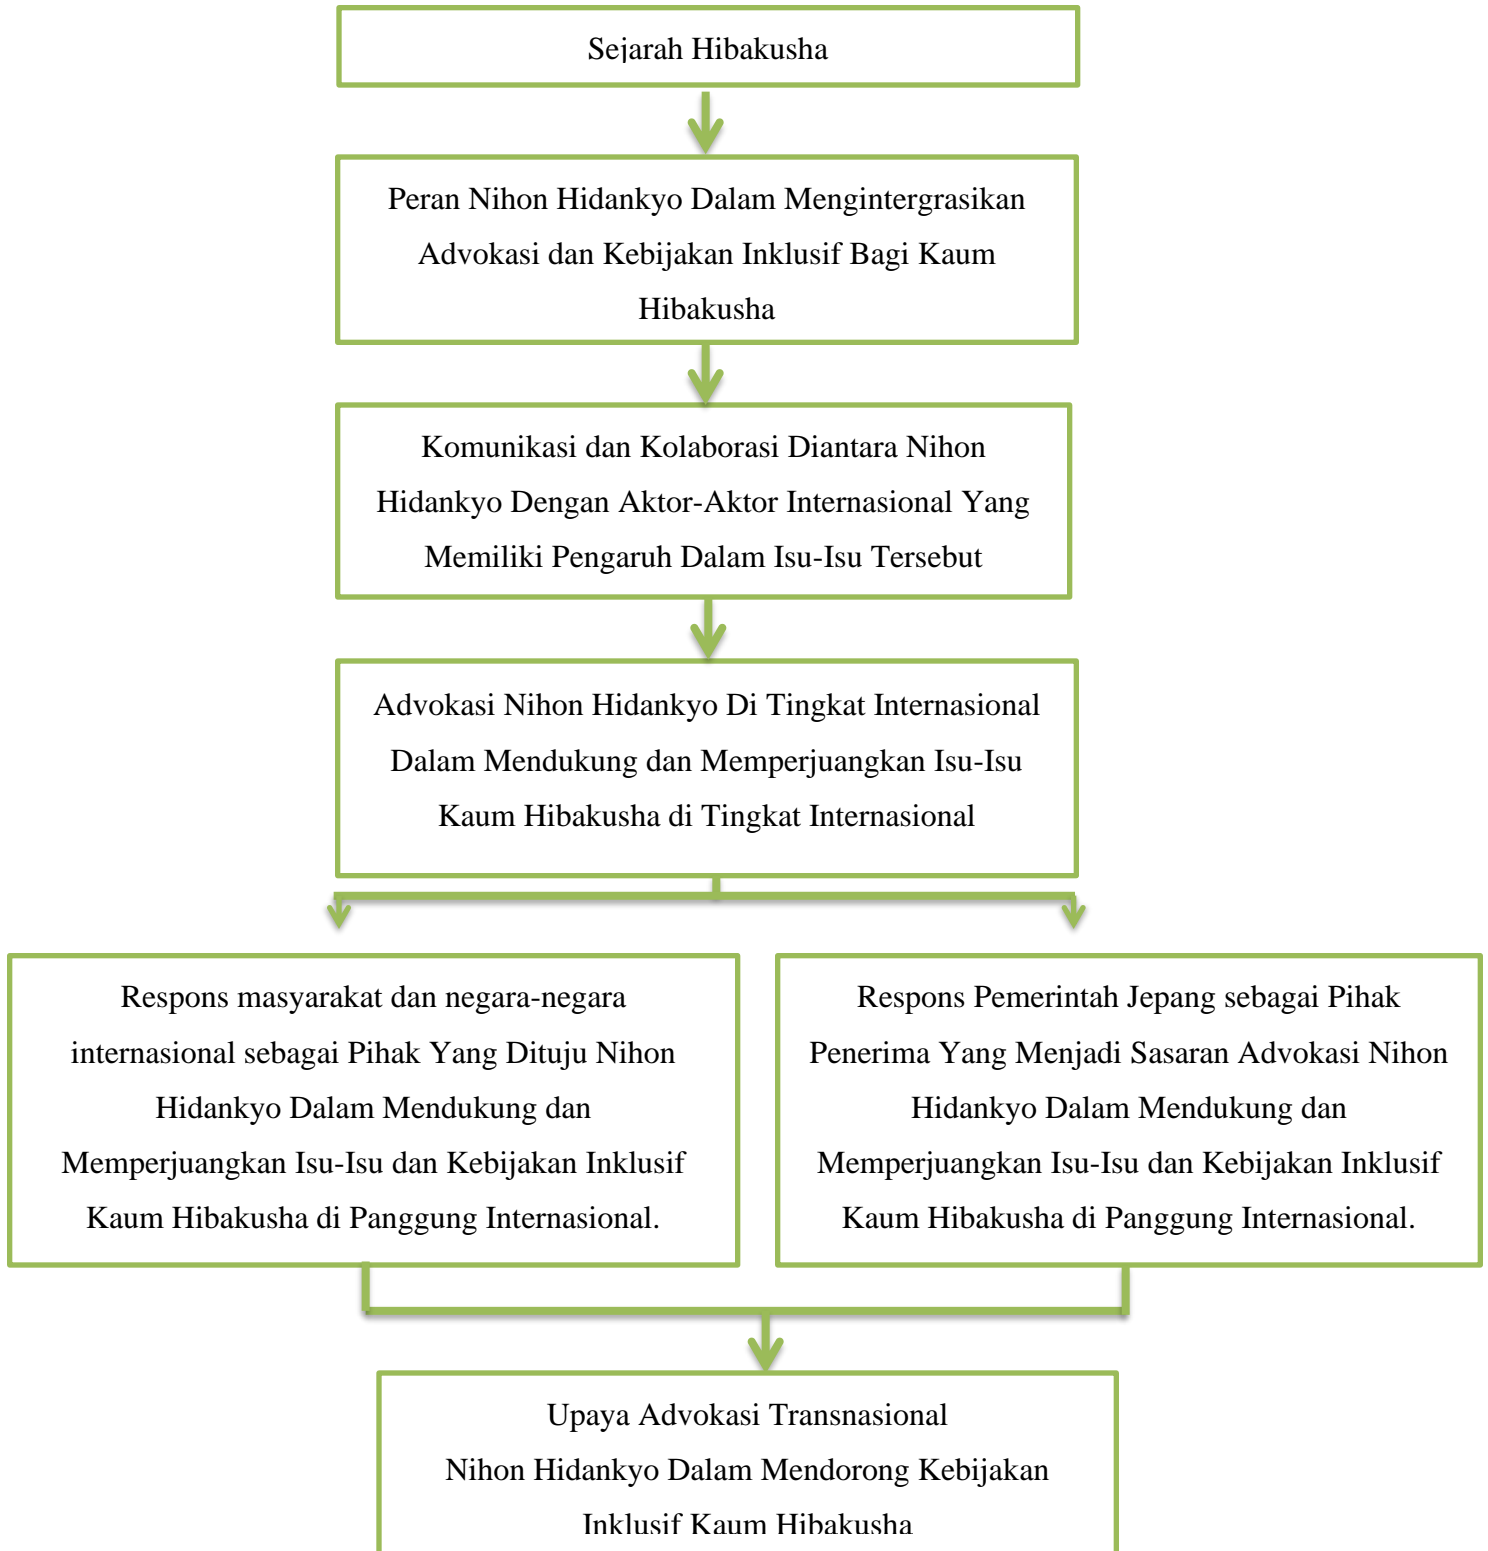 Sejarah Hibakusha
Peran Nihon Hidankyo Dalam Mengintergrasikan
Advokasi dan Kebijakan Inklusif Bagi Kaum
Hibakusha
Komunikasi dan Kolaborasi Diantara Nihon
Hidankyo Dengan Aktor-Aktor Internasional Yang
Memiliki Pengaruh Dalam Isu-Isu Tersebut
Advokasi Nihon Hidankyo Di Tingkat Internasional
Dalam Mendukung dan Memperjuangkan Isu-Isu
Kaum Hibakusha di Tingkat Internasional
Respons masyarakat dan negara-negara
internasional sebagai Pihak Yang Dituju Nihon
Hidankyo Dalam Mendukung dan
Memperjuangkan Isu-Isu dan Kebijakan Inklusif
Kaum Hibakusha di Panggung Internasional.
Respons Pemerintah Jepang sebagai Pihak
Penerima Yang Menjadi Sasaran Advokasi Nihon
Hidankyo Dalam Mendukung dan
Memperjuangkan Isu-Isu dan Kebijakan Inklusif
Kaum Hibakusha di Panggung Internasional.
Upaya Advokasi Transnasional
Nihon Hidankyo Dalam Mendorong Kebijakan
Inklusif Kaum Hibakusha